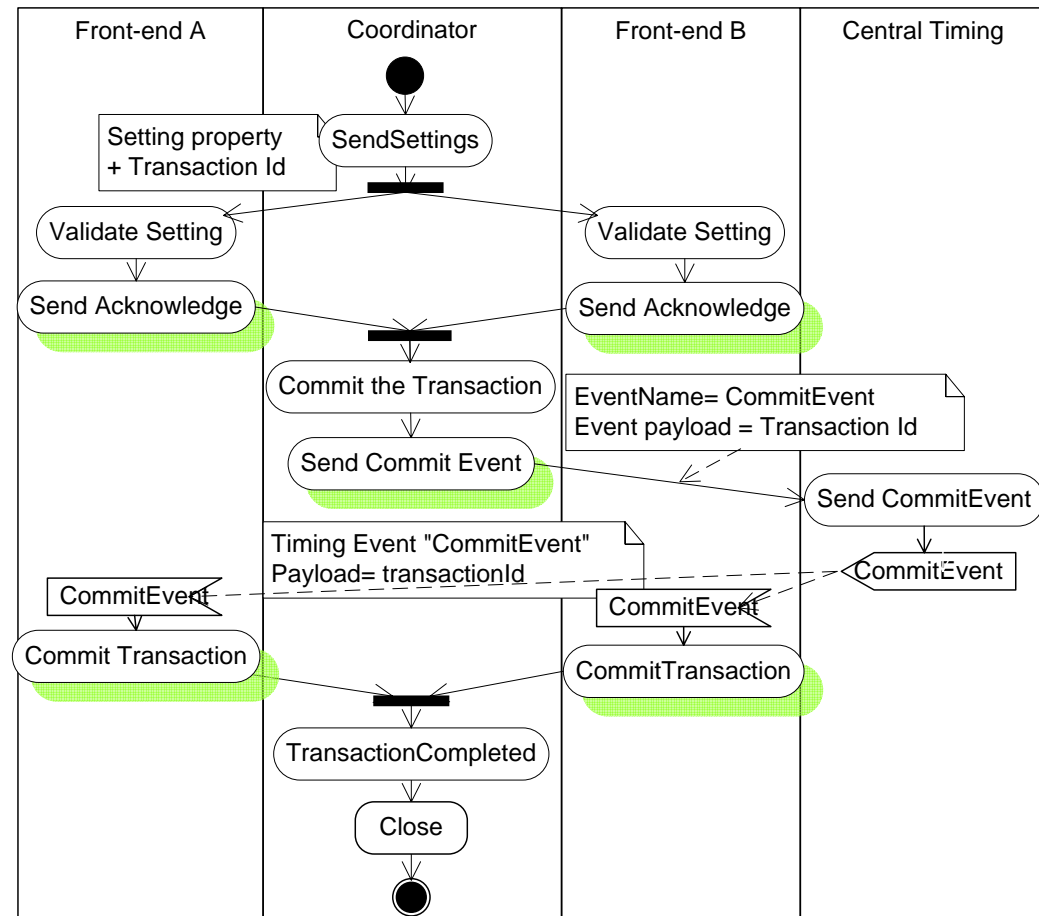 Front-end A
Coordinator
Front-end B
Central Timing
Setting property
+ Transaction Id
SendSettings
Validate Setting
Validate Setting
Send Acknowledge
Send Acknowledge
Commit the Transaction
EventName= CommitEvent
Event payload = Transaction Id
Send Commit Event
Send CommitEvent
Timing Event "CommitEvent"
Payload= transactionId
CommitEvent
CommitEvent
CommitEvent
Commit Transaction
CommitTransaction
TransactionCompleted
Close